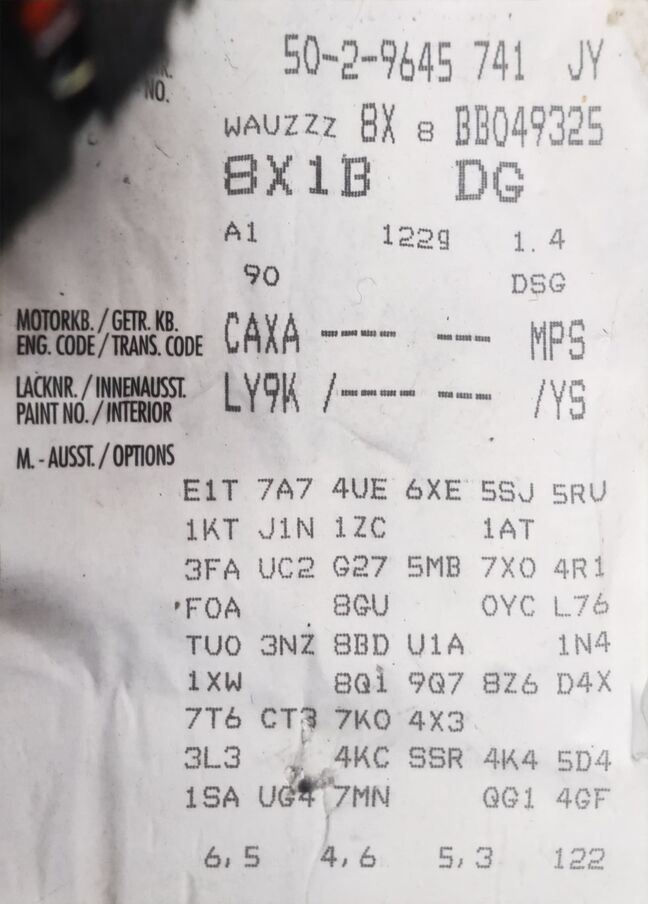 50-2-9645 741 JY
NO.
WAUZZZ 8X 8 BB049325
8X1B DG
A1 122g 1.4
90 DSG
MOTORKB. / GETR. KB.
ENG. CODE / TRANS. CODE CAXA ---- --- MPS
LACKNR. / INNENAUSST.
PAINT NO. / INTERIOR LY9K /---- --- /YS
M. - AUSST. / OPTIONS
E1T 7A7 4UE 6XE 5SJ 5RU
1KT J1N 1ZC 1AT
3FA UC2 G27 5MB 7X0 4R1
F0A 8GU 0YC L76
TU0 3NZ 8BD U1A 1N4
1XW 8Q1 9Q7 8Z6 D4X
7T6 CT3 7K0 4X3
3L3 4KC SSR 4K4 5D4
1SA UG4 7MN QG1 4GF
6,5 4,6 5,3 122